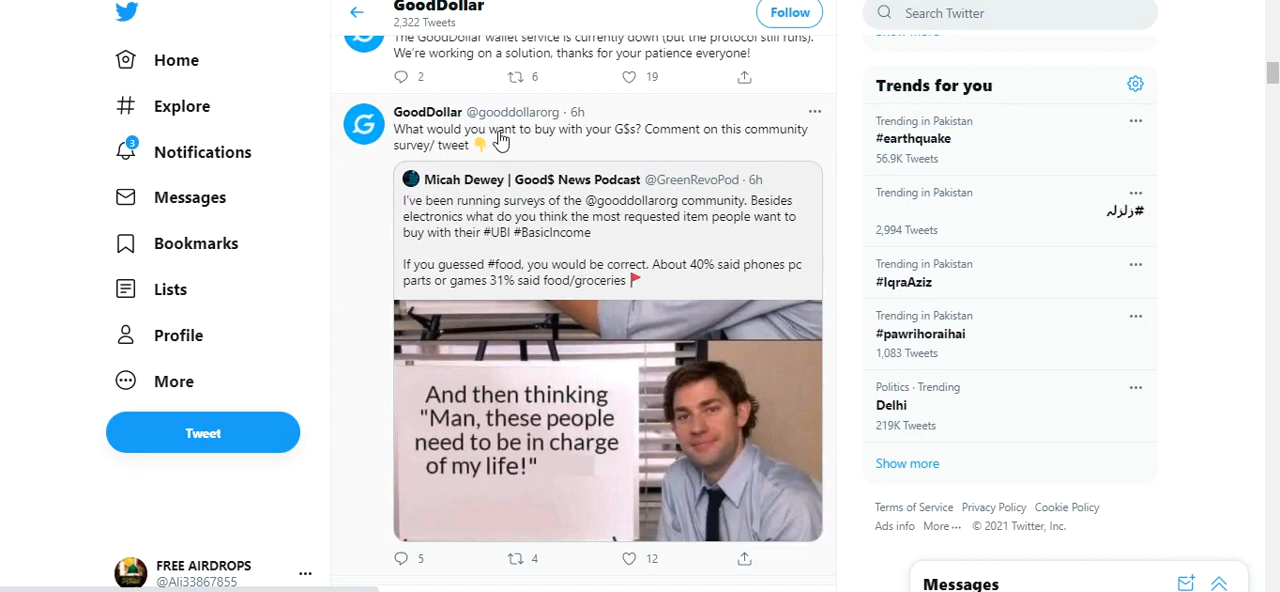 Home
Explore
3
Notifications
Messages
Bookmarks
Lists
Profile
More
Tweet
FREE AIRDROPS
@Ali33867855
GoodDollar
2,322 Tweets
Follow
The GoodDollar wallet service is currently down (but the protocol still runs).
We're working on a solution, thanks for your patience everyone!
2 6 19
GoodDollar @gooddollarorg · 6h
What would you want to buy with your G$s? Comment on this community
survey/ tweet 👇
Micah Dewey | Good$ News Podcast @GreenRevoPod · 6h
I've been running surveys of the @gooddollarorg community. Besides
electronics what do you think the most requested item people want to
buy with their #UBI #BasicIncome
If you guessed #food, you would be correct. About 40% said phones pc
parts or games 31% said food/groceries 🚩
And then thinking
"Man, these people
need to be in charge
of my life!"
5 4 12
Search Twitter
Show more
Trends for you
Trending in Pakistan
#earthquake
56.9K Tweets
Trending in Pakistan
#زلزلہ
2,994 Tweets
Trending in Pakistan
#IqraAziz
Trending in Pakistan
#pawrihoraihai
1,083 Tweets
Politics · Trending
Delhi
219K Tweets
Show more
Terms of Service Privacy Policy Cookie Policy
Ads info More ··· © 2021 Twitter, Inc.
Messages